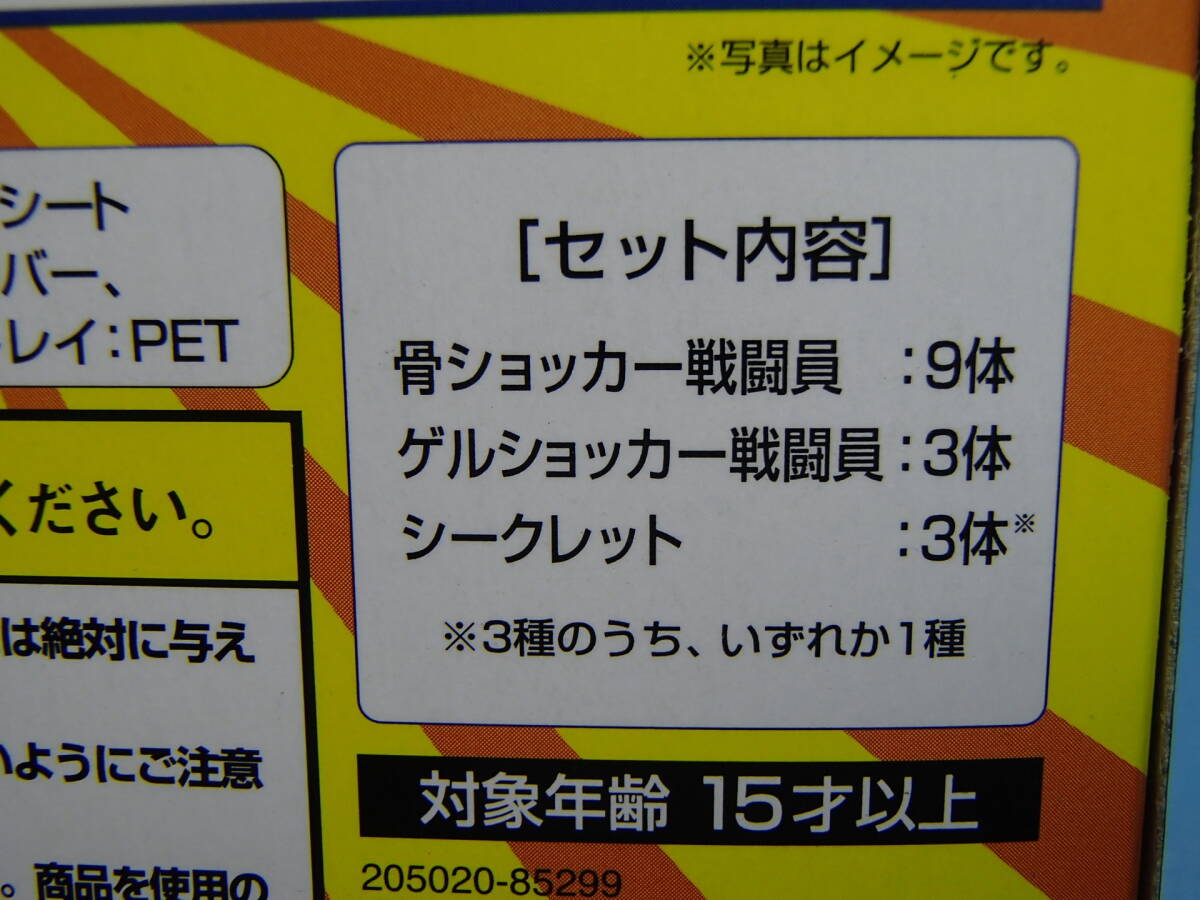 ※写真はイメージです。
シート
バー、
トレイ：PET
[セット内容]
骨ショッカー戦闘員　：9体
ゲルショッカー戦闘員：3体
シークレット　：3体※
※3種のうち、いずれか1種
ください。
は絶対に与え
いようにご注意
。商品を使用の
対象年齢 15才以上
205020-85299